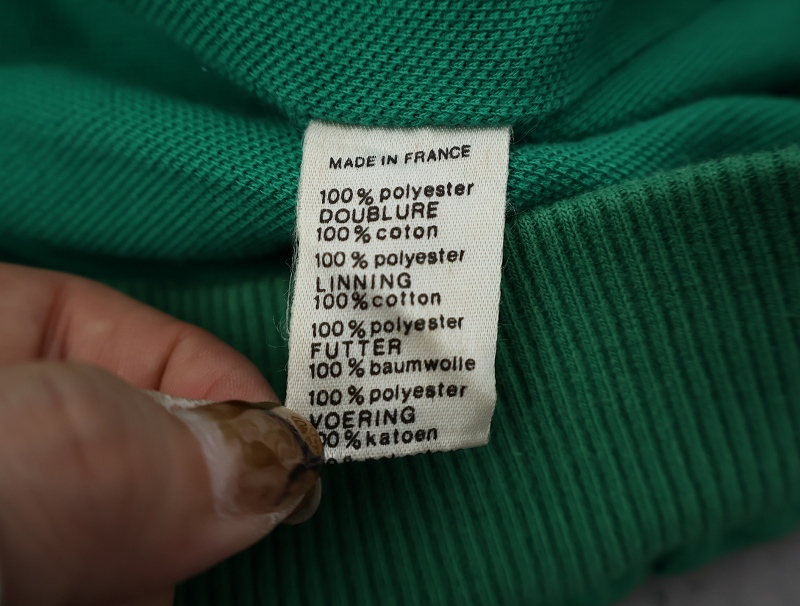 MADE IN FRANCE
100% polyester
DOUBLURE
100% coton
100% polyester
LINNING
100% cotton
100% polyester
FUTTER
100% baumwolle
100% polyester
VOERING
00% katoen